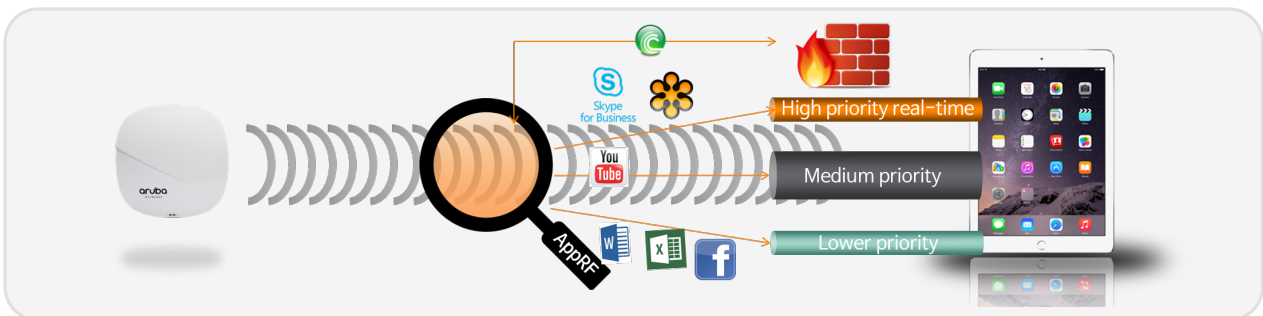 Skype
for Business
High priority real-time
aruba
You
Tube
Medium priority
AppRF
W
X
f
Lower priority